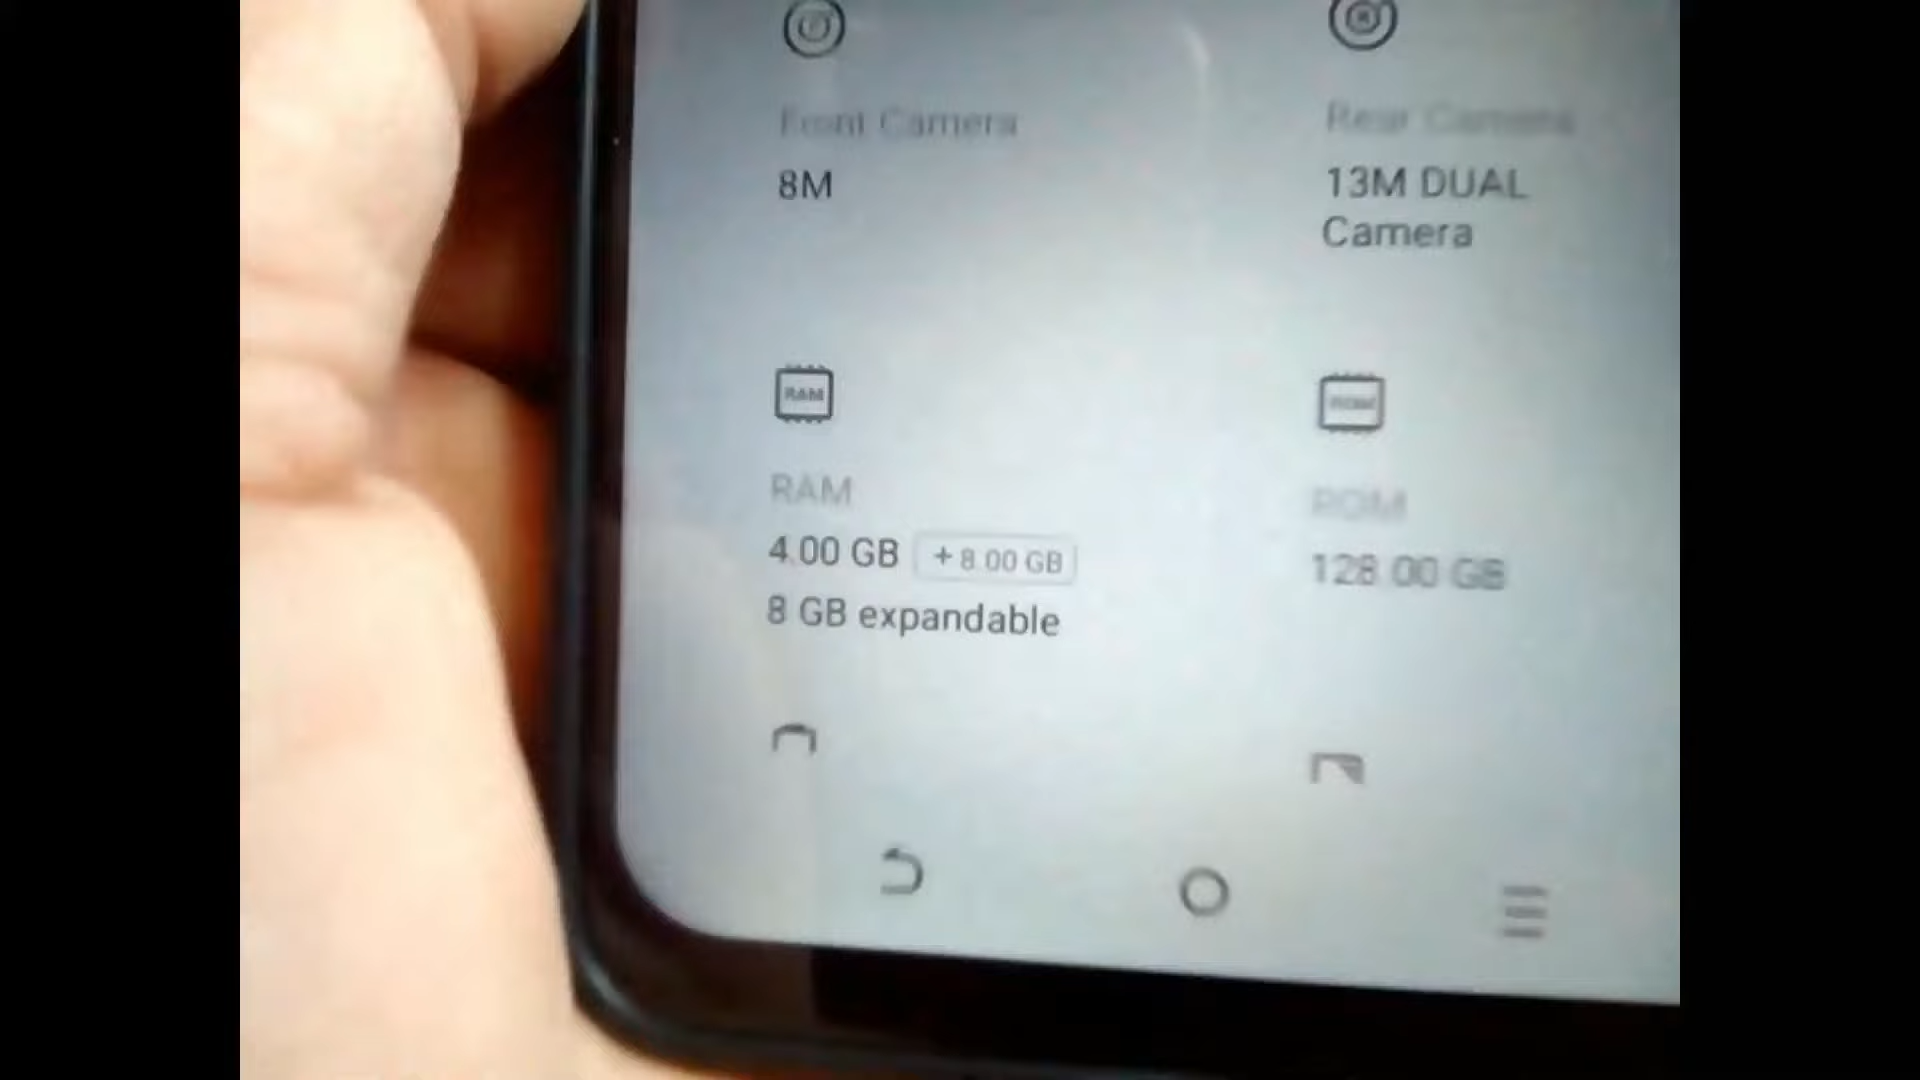 Front Camera
8M
Rear Camera
13M DUAL
Camera
RAM
RAM
4.00 GB + 8.00 GB
8 GB expandable
ROM
ROM
128.00 GB